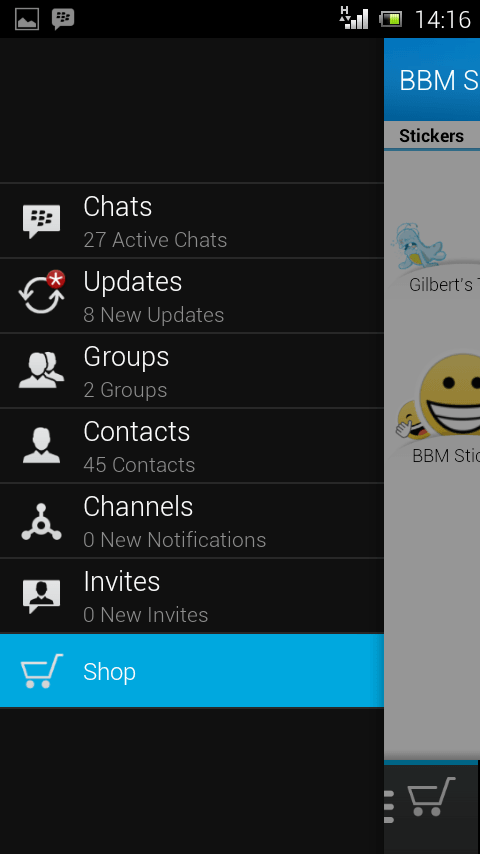 H
14:16
BBM S
Stickers
Chats
27 Active Chats
Updates
8 New Updates
Gilbert's T
Groups
2 Groups
Contacts
45 Contacts
BBM Stic
Channels
0 New Notifications
Invites
0 New Invites
Shop